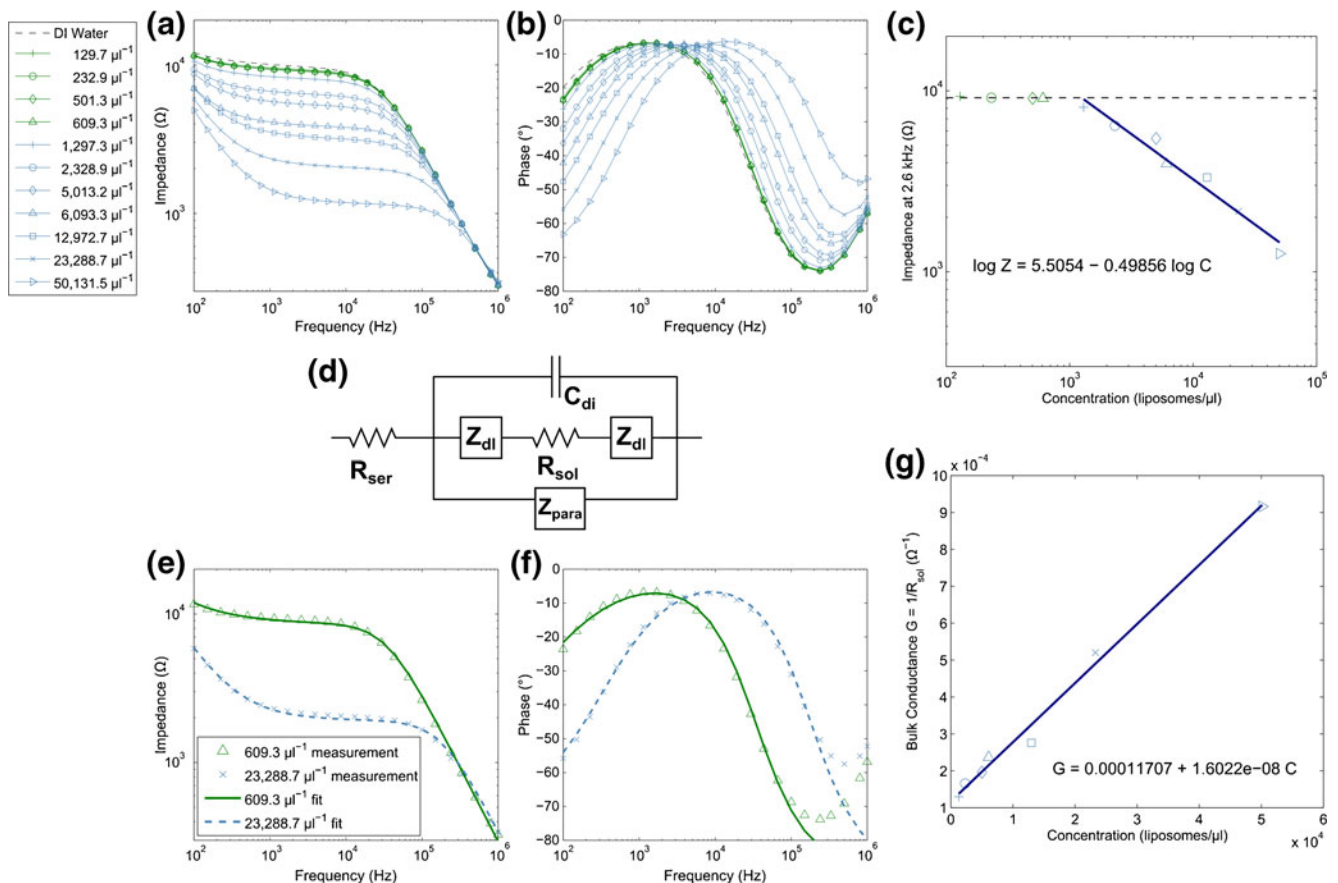 DI Water
129.7 µl⁻¹
232.9 µl⁻¹
501.3 µl⁻¹
609.3 µl⁻¹
1,297.3 µl⁻¹
2,328.9 µl⁻¹
5,013.2 µl⁻¹
6,093.3 µl⁻¹
12,972.7 µl⁻¹
23,288.7 µl⁻¹
50,131.5 µl⁻¹
(a)
Impedance (Ω)
10⁴
10³
10² 10³ 10⁴ 10⁵ 10⁶
Frequency (Hz)
(b)
Phase (°)
0
−10
−20
−30
−40
−50
−60
−70
−80
10² 10³ 10⁴ 10⁵ 10⁶
Frequency (Hz)
(c)
Impedance at 2.6 kHz (Ω)
10⁴
10³
log Z = 5.5054 − 0.49856 log C
10² 10³ 10⁴ 10⁵
Concentration (liposomes/µl)
(d)
C_di
Z_dl
Z_dl
R_ser
R_sol
Z_para
(e)
Impedance (Ω)
10⁴
10³
609.3 µl⁻¹ measurement
23,288.7 µl⁻¹ measurement
609.3 µl⁻¹ fit
23,288.7 µl⁻¹ fit
10² 10³ 10⁴ 10⁵ 10⁶
Frequency (Hz)
(f)
Phase (°)
0
−10
−20
−30
−40
−50
−60
−70
−80
10² 10³ 10⁴ 10⁵ 10⁶
Frequency (Hz)
(g)
x 10⁻⁴
Bulk Conductance G = 1/R_sol (Ω⁻¹)
10
9
8
7
6
5
4
3
2
1
G = 0.00011707 + 1.6022e−08 C
0 1 2 3 4 5 6
Concentration (liposomes/µl)
x 10⁴